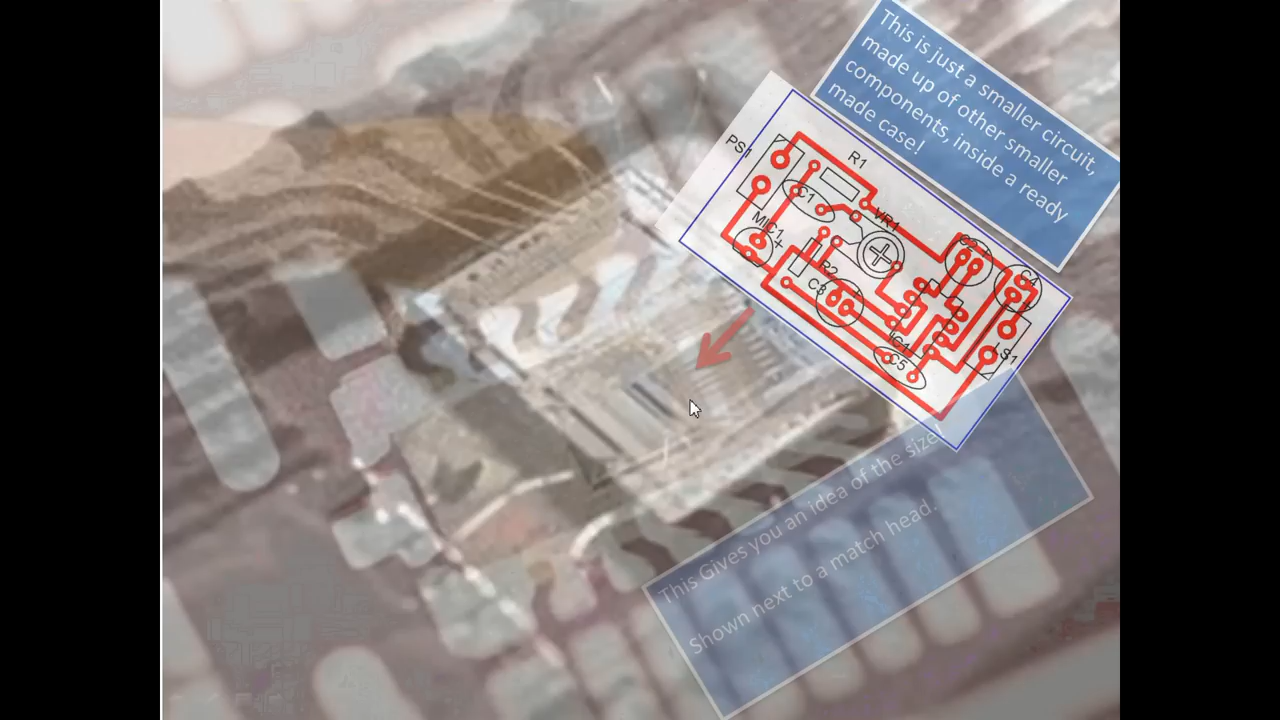 This is just a smaller circuit,
made up of other smaller
components, inside a ready
made case!
PS1
R1
C1
VR1
MIC1
+
R2
C3
C2
C4
IC1
C5
LS1
This Gives you an idea of the size!
Shown next to a match head.